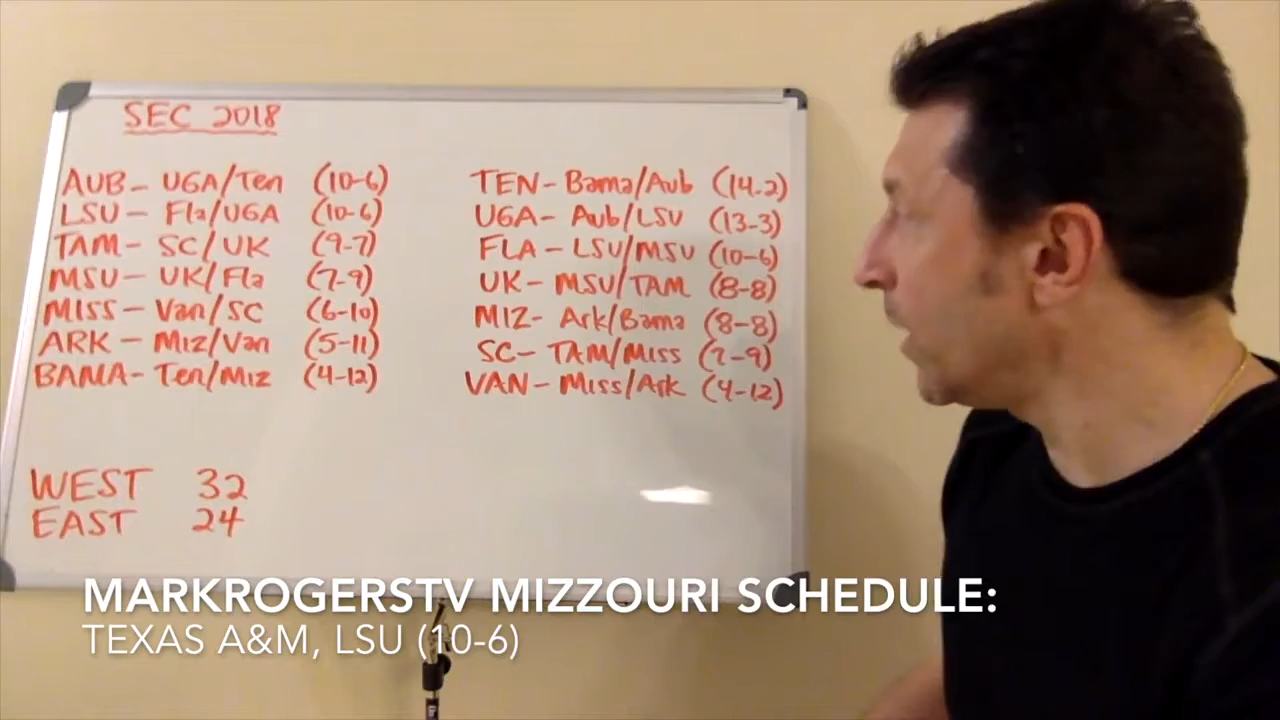 SEC 2018
AUB- UGA/Ten (10-6)
LSU- Fla/UGA (10-6)
TAM- SC/UK (9-7)
MSU- UK/Fla (7-9)
MISS- Van/SC (6-10)
ARK- Miz/Van (5-11)
BAMA- Ten/Miz (4-12)
TEN- Bama/Aub (14-2)
UGA- Aub/LSU (13-3)
FLA- LSU/MSU (10-6)
UK- MSU/TAM (8-8)
MIZ- Ark/Bama (8-8)
SC- TAM/Miss (7-9)
VAN- Miss/Ark (4-12)
WEST 32
EAST 24
MARKROGERSTV MIZZOURI SCHEDULE:
TEXAS A&M, LSU (10-6)